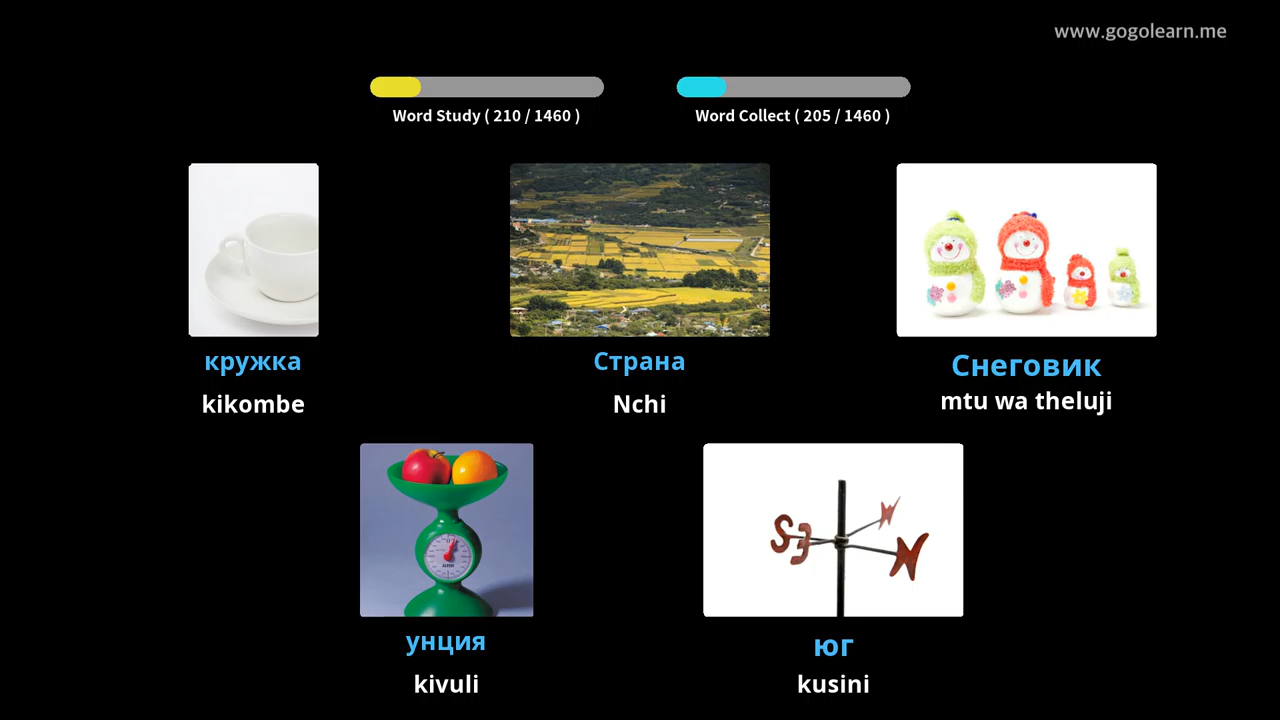 www.gogolearn.me
Word Study ( 210 / 1460 )
Word Collect ( 205 / 1460 )
кружка
kikombe
Страна
Nchi
Снеговик
mtu wa theluji
S E N W
унция
kivuli
юг
kusini